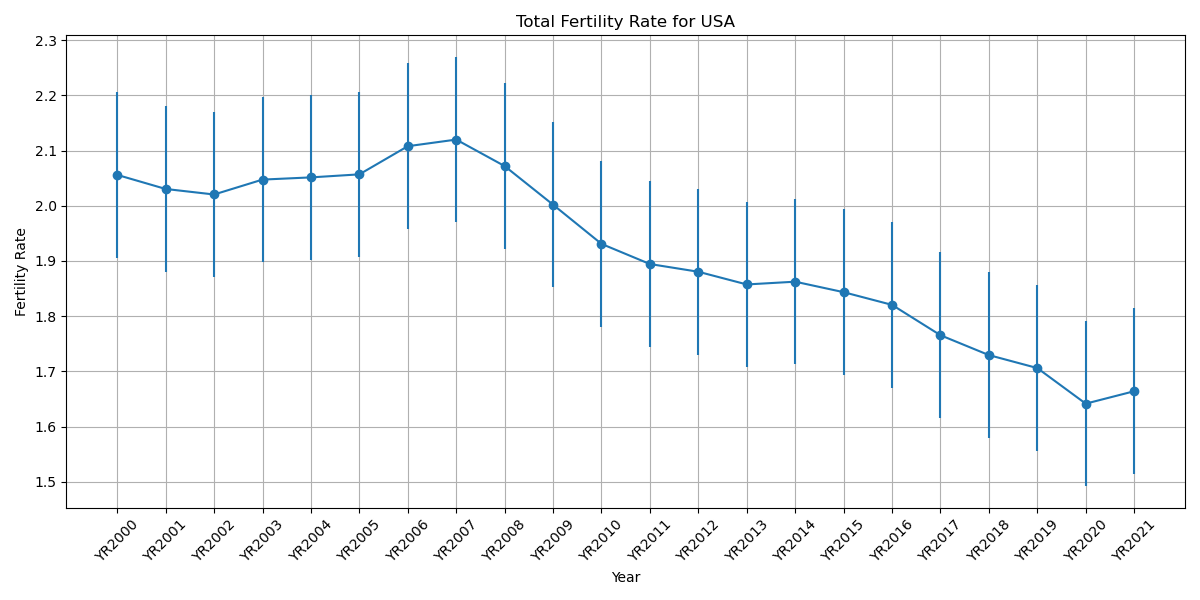 Total Fertility Rate for USA
Fertility Rate
2.3
2.2
2.1
2.0
1.9
1.8
1.7
1.6
1.5
YR2000
YR2001
YR2002
YR2003
YR2004
YR2005
YR2006
YR2007
YR2008
YR2009
YR2010
YR2011
YR2012
YR2013
YR2014
YR2015
YR2016
YR2017
YR2018
YR2019
YR2020
YR2021
Year